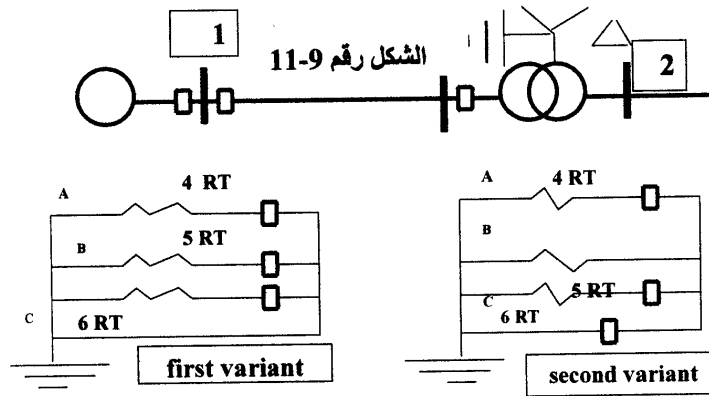 1
الشكل رقم 9-11
2
A 4 RT
B 5 RT
C 6 RT
first variant
A 4 RT
B
C 5 RT
6 RT
second variant